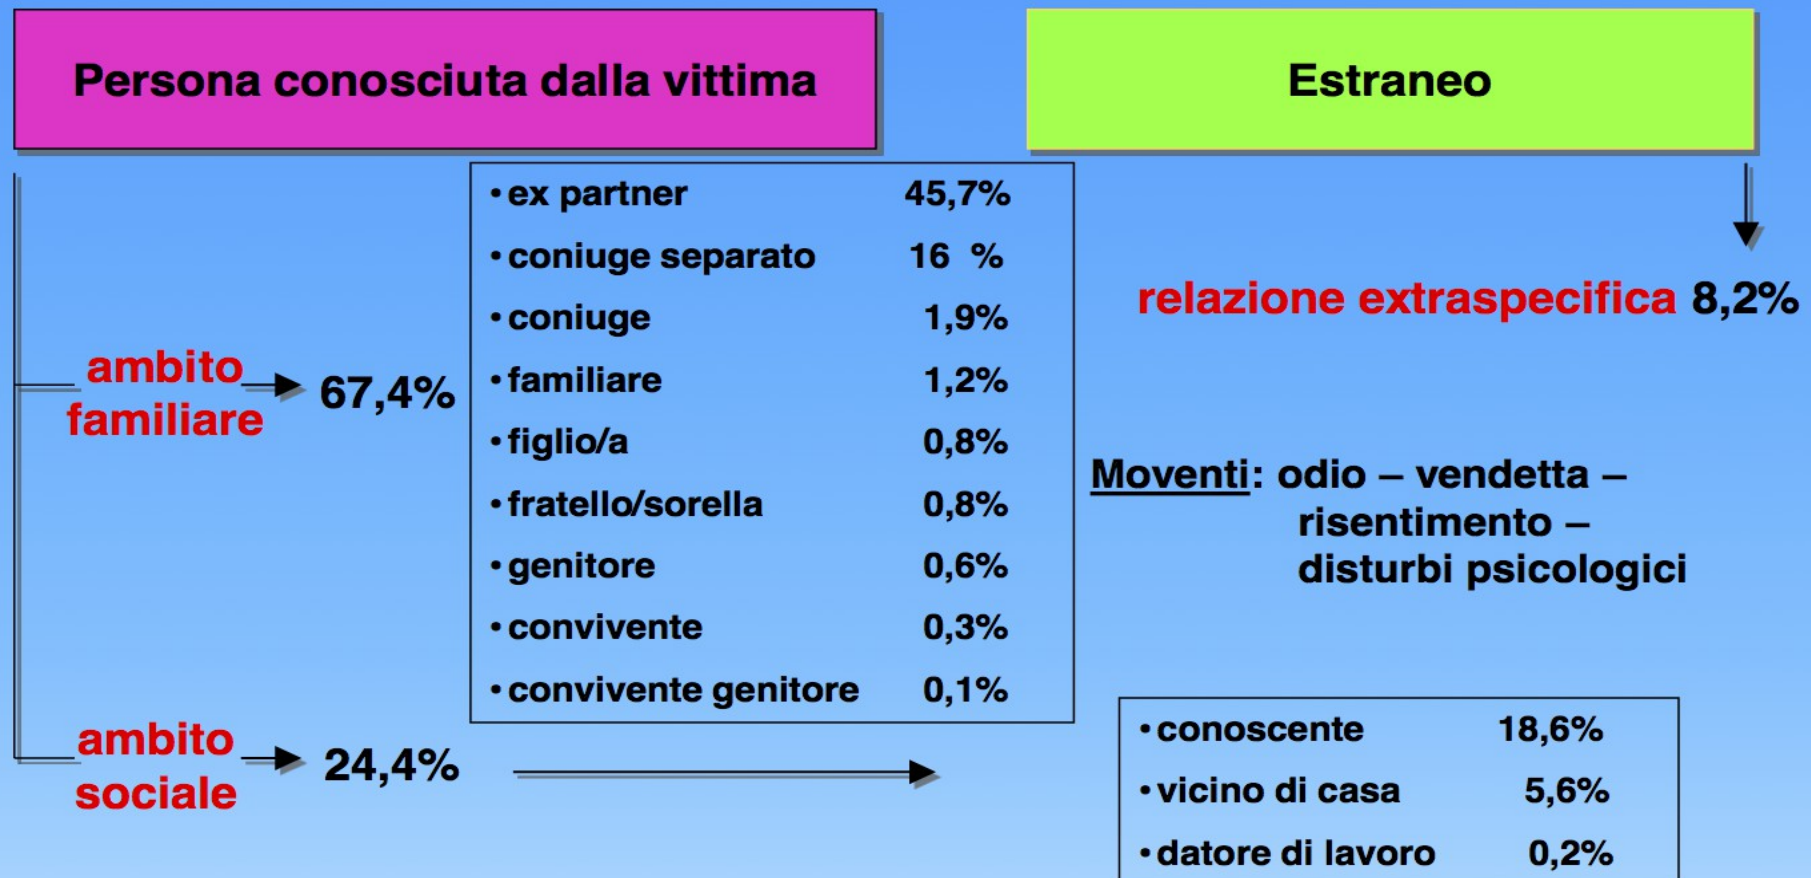 Persona conosciuta dalla vittima
Estraneo
• ex partner 45,7%
• coniuge separato 16 %
• coniuge 1,9%
• familiare 1,2%
• figlio/a 0,8%
• fratello/sorella 0,8%
• genitore 0,6%
• convivente 0,3%
• convivente genitore 0,1%
ambito
familiare
67,4%
relazione extraspecifica 8,2%
Moventi: odio – vendetta –
risentimento –
disturbi psicologici
ambito
sociale
24,4%
• conoscente 18,6%
• vicino di casa 5,6%
• datore di lavoro 0,2%